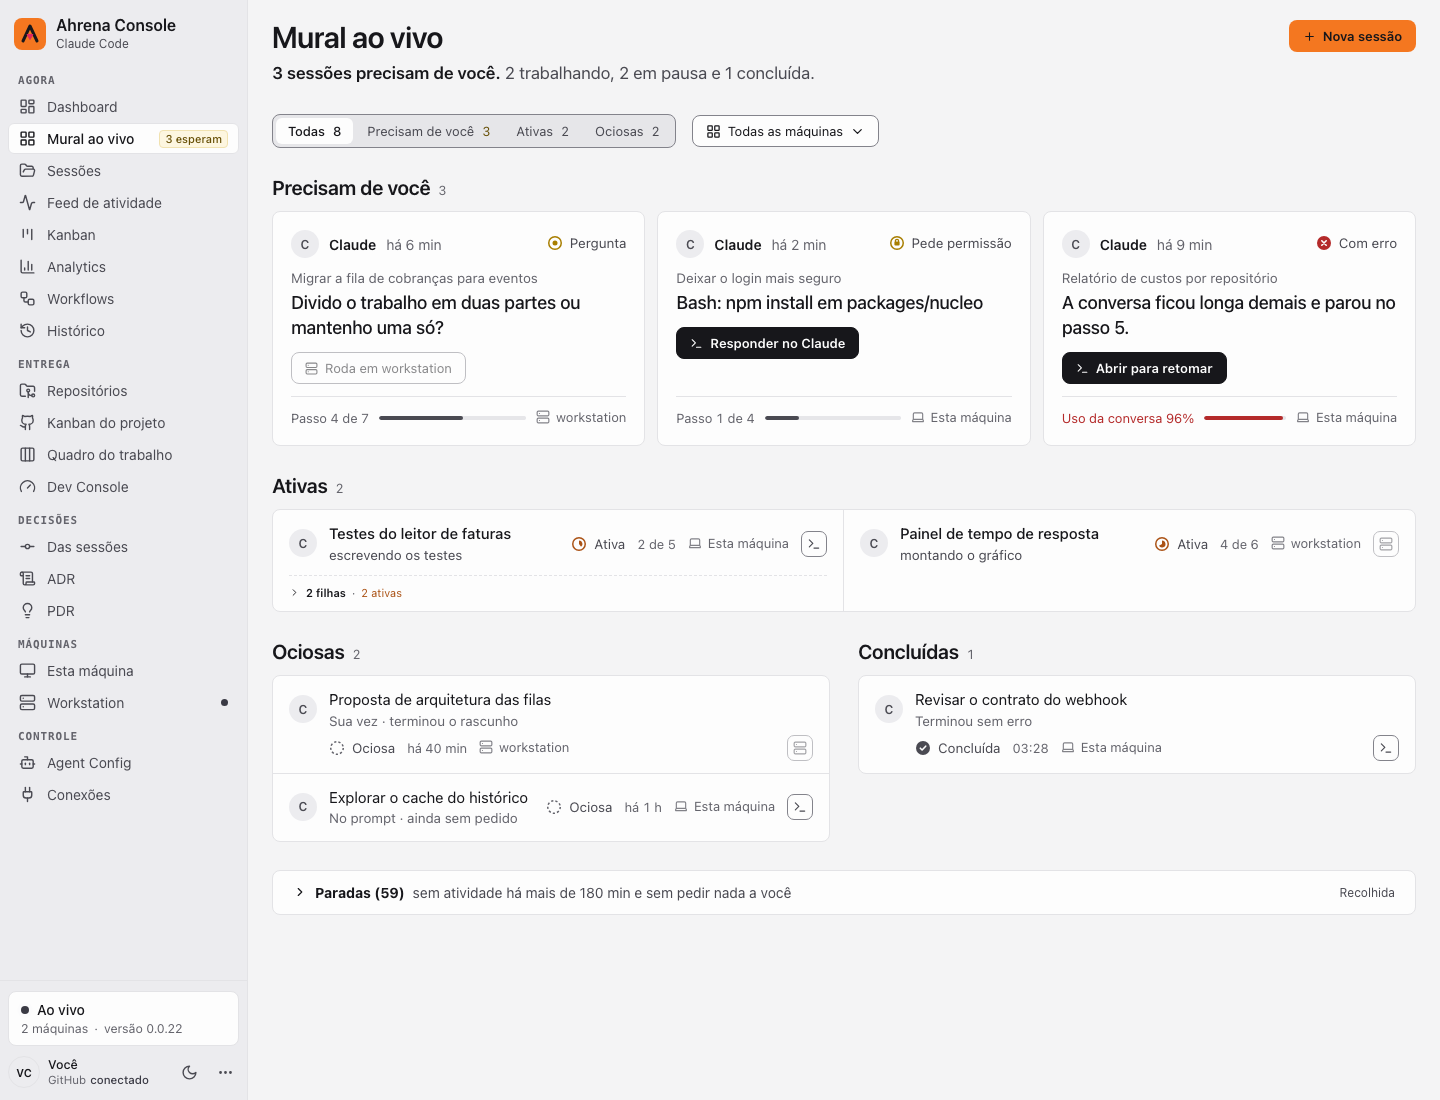 Ahrena Console
Claude Code
AGORA
Dashboard
Mural ao vivo 3 esperam
Sessões
Feed de atividade
Kanban
Analytics
Workflows
Histórico
ENTREGA
Repositórios
Kanban do projeto
Quadro do trabalho
Dev Console
DECISÕES
Das sessões
ADR
PDR
MÁQUINAS
Esta máquina
Workstation
CONTROLE
Agent Config
Conexões
Ao vivo
2 máquinas · versão 0.0.22
VC
Você
GitHub conectado
Mural ao vivo
Nova sessão
3 sessões precisam de você. 2 trabalhando, 2 em pausa e 1 concluída.
Todas 8 Precisam de você 3 Ativas 2 Ociosas 2
Todas as máquinas
Precisam de você 3
C Claude há 6 min Pergunta
Migrar a fila de cobranças para eventos
Divido o trabalho em duas partes ou
mantenho uma só?
Roda em workstation
Passo 4 de 7 workstation
C Claude há 2 min Pede permissão
Deixar o login mais seguro
Bash: npm install em packages/nucleo
Responder no Claude
Passo 1 de 4 Esta máquina
C Claude há 9 min Com erro
Relatório de custos por repositório
A conversa ficou longa demais e parou no
passo 5.
Abrir para retomar
Uso da conversa 96% Esta máquina
Ativas 2
C Testes do leitor de faturas
escrevendo os testes
Ativa 2 de 5 Esta máquina
2 filhas · 2 ativas
C Painel de tempo de resposta
montando o gráfico
Ativa 4 de 6 workstation
Ociosas 2
C Proposta de arquitetura das filas
Sua vez · terminou o rascunho
Ociosa há 40 min workstation
C Explorar o cache do histórico
No prompt · ainda sem pedido
Ociosa há 1 h Esta máquina
Concluídas 1
C Revisar o contrato do webhook
Terminou sem erro
Concluída 03:28 Esta máquina
Paradas (59) sem atividade há mais de 180 min e sem pedir nada a você Recolhida